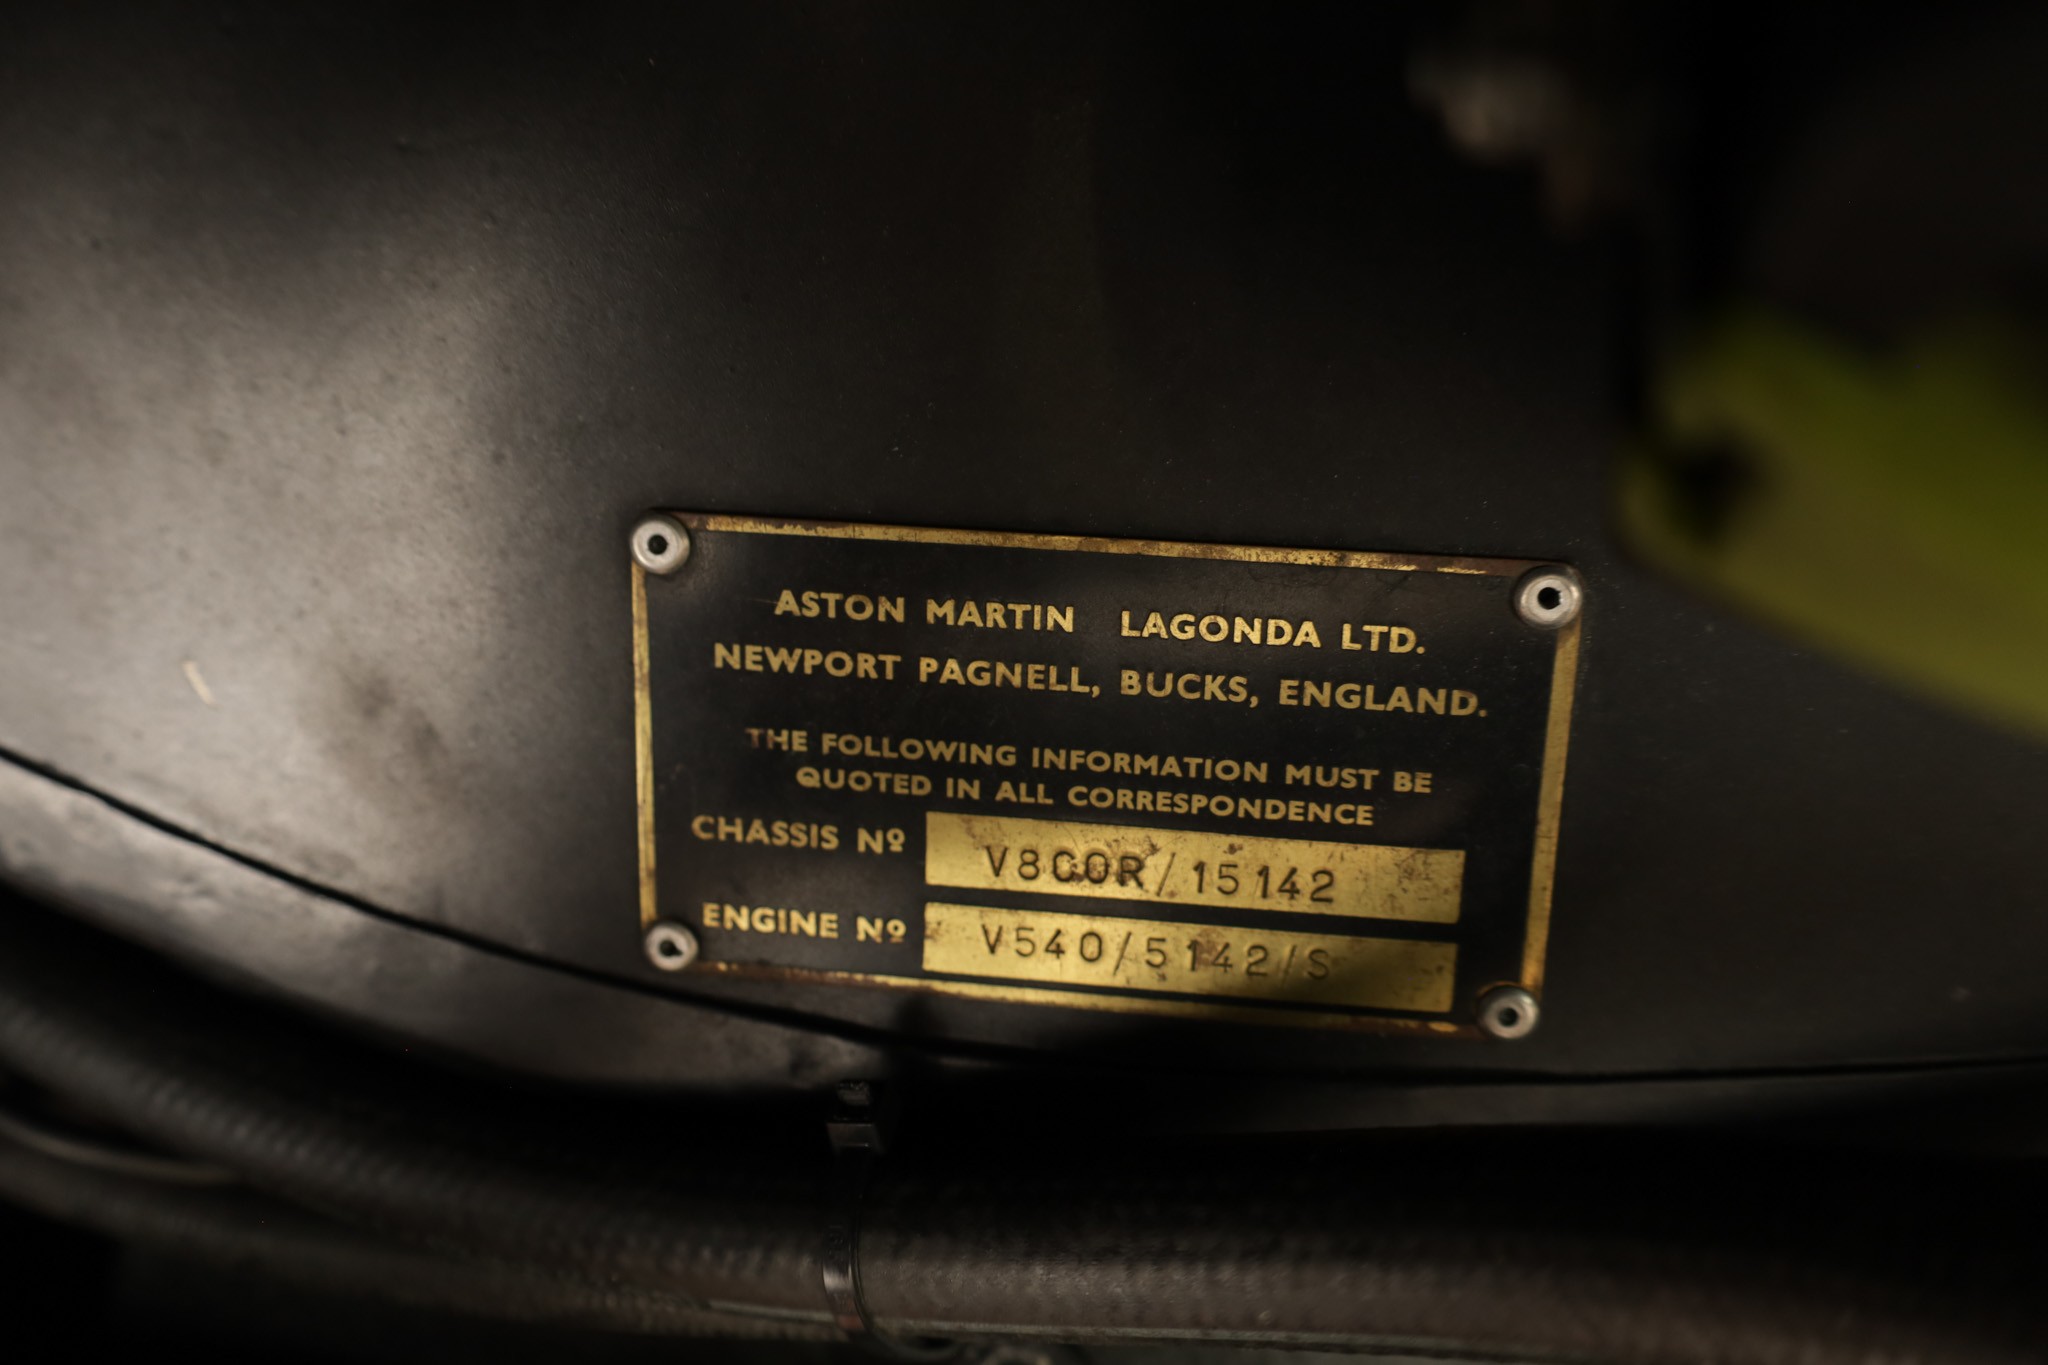 ASTON MARTIN LAGONDA LTD.
NEWPORT PAGNELL, BUCKS, ENGLAND.
THE FOLLOWING INFORMATION MUST BE
QUOTED IN ALL CORRESPONDENCE
CHASSIS Nº V8COR/15142
ENGINE Nº V540/5142/S